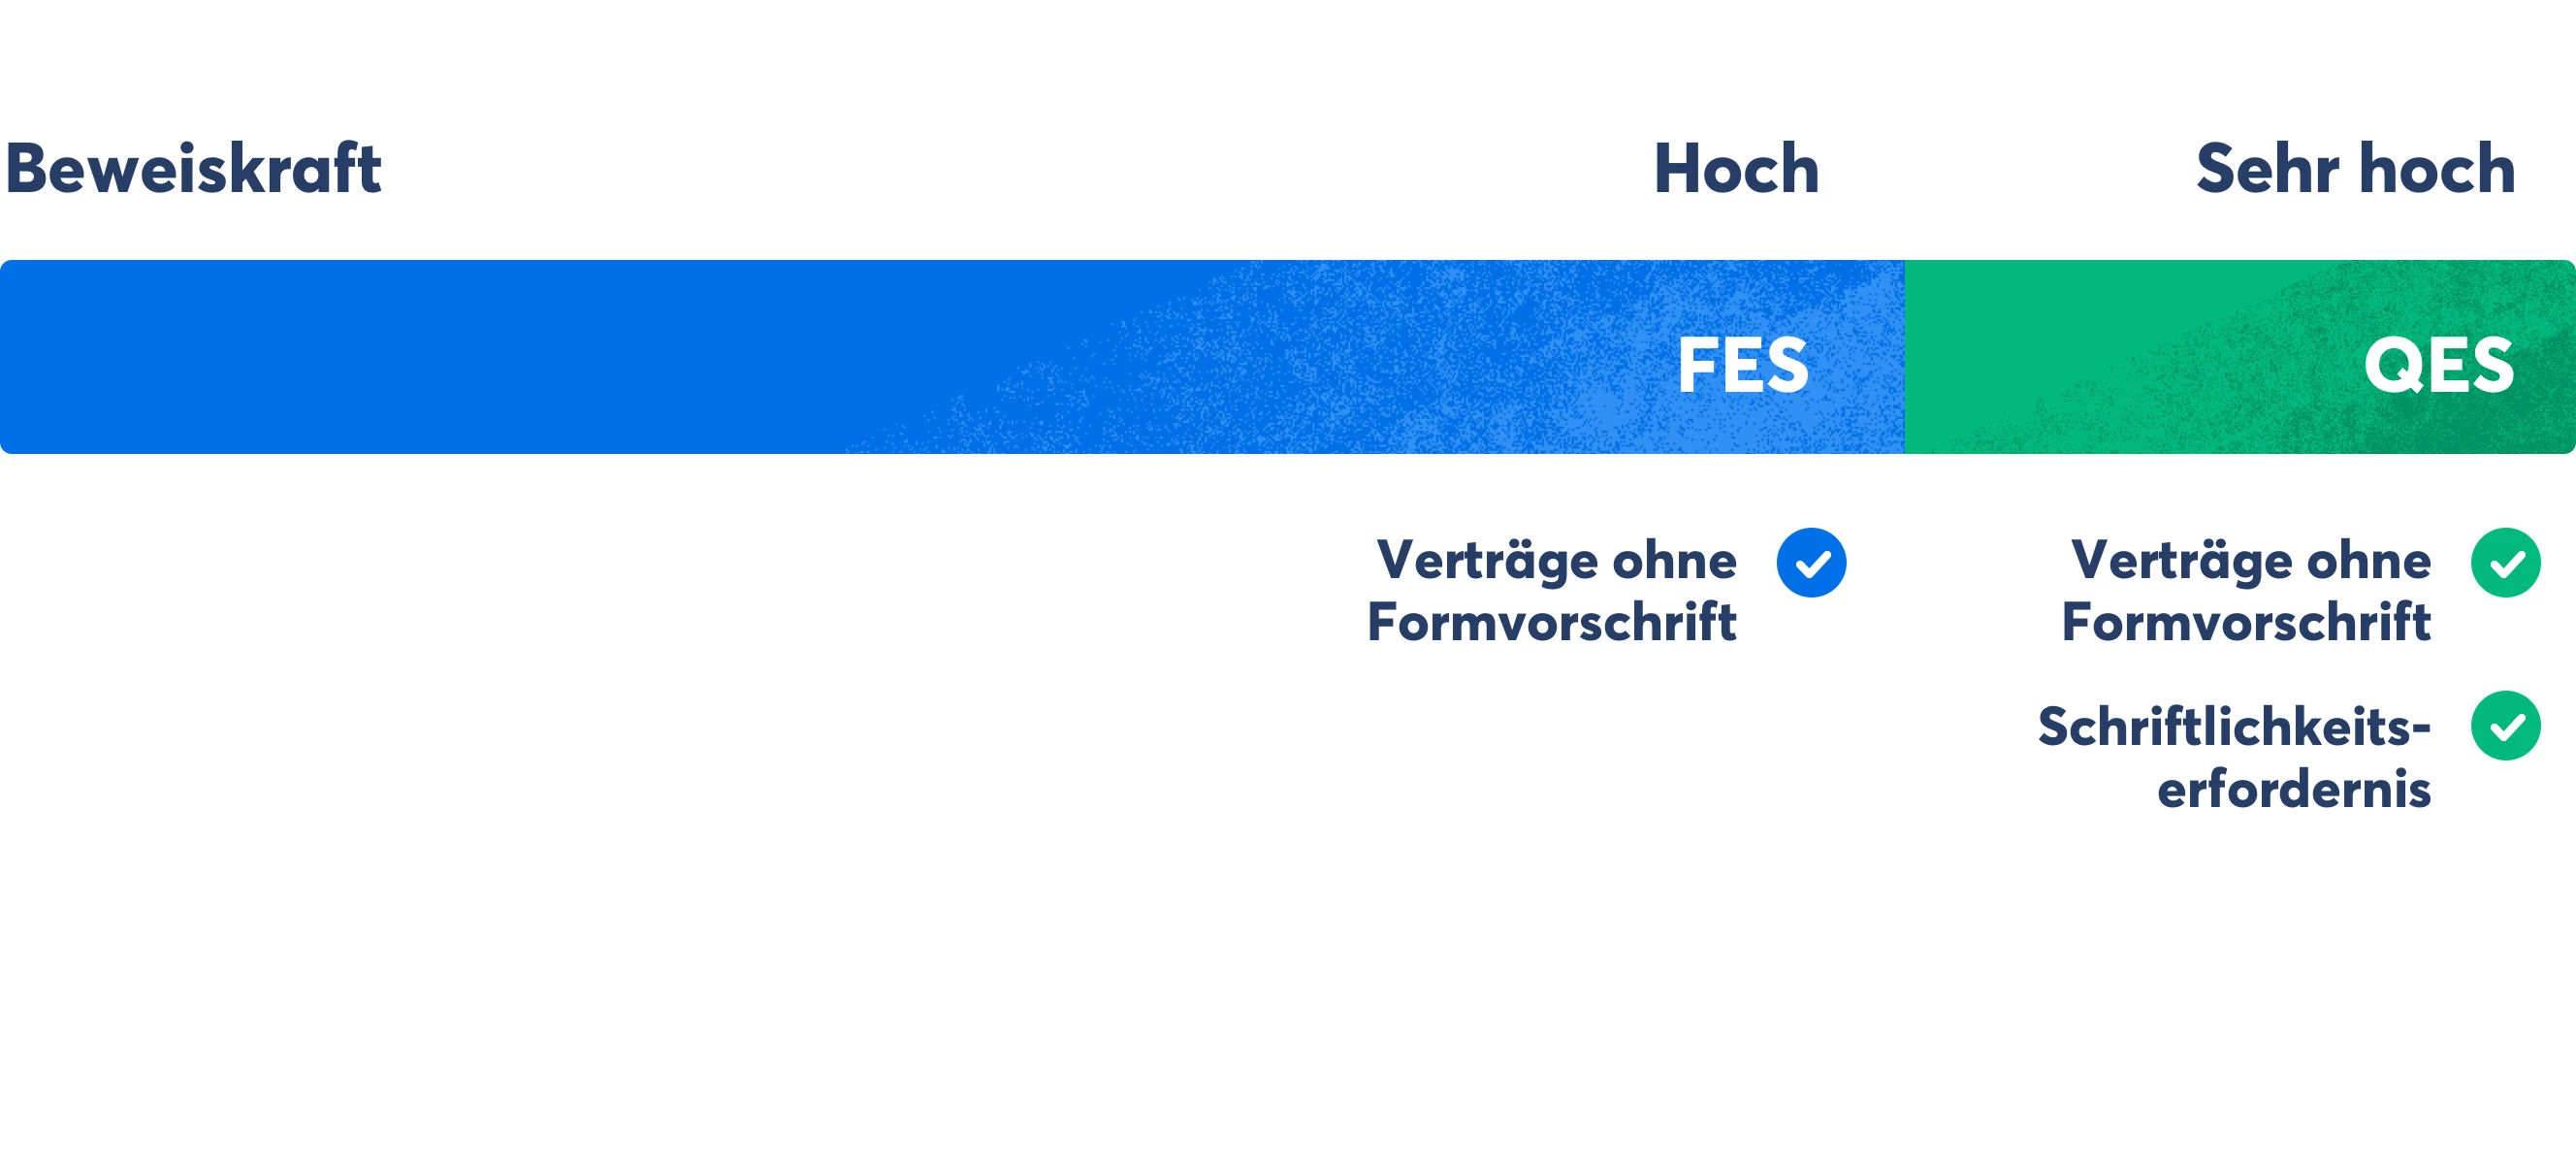 Beweiskraft
Hoch
Sehr hoch
FES
QES
Verträge ohne
Formvorschrift
Verträge ohne
Formvorschrift
Schriftlichkeits-
erfordernis